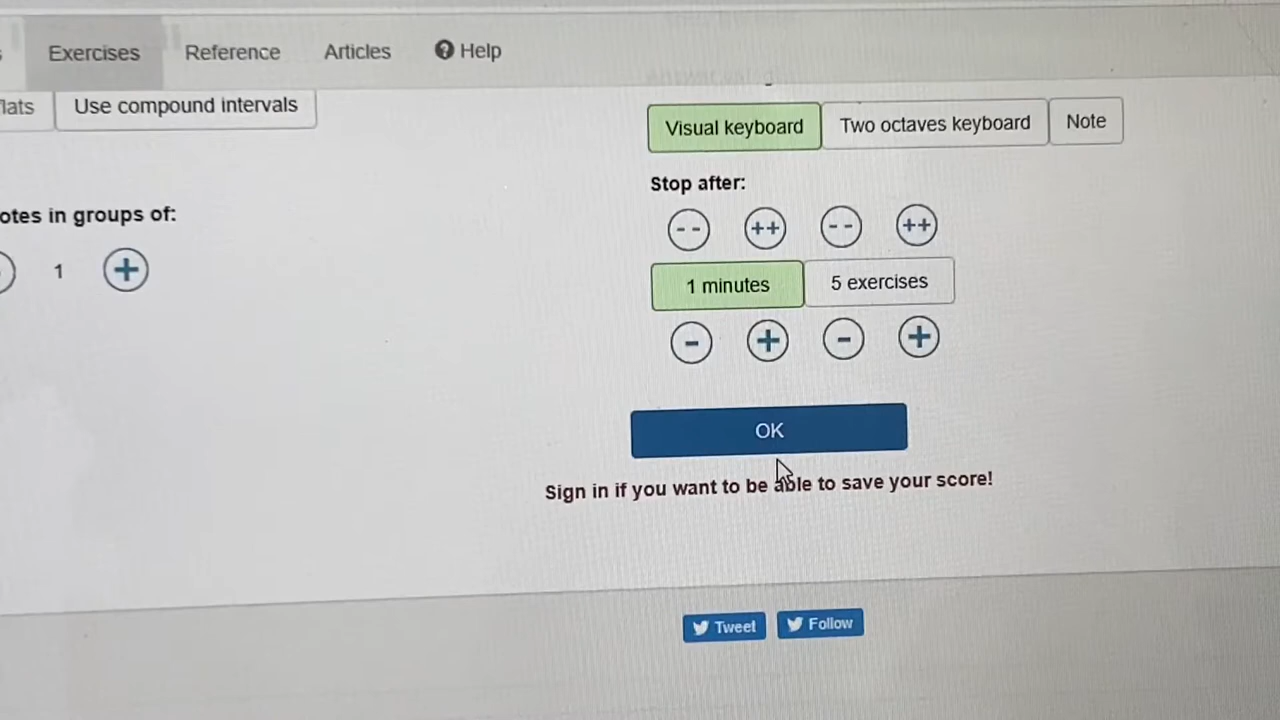 Exercises Reference Articles Help
Use compound intervals
Visual keyboard Two octaves keyboard Note
Stop after:
in groups of:
-- ++ -- ++
1 +
1 minutes 5 exercises
- + - +
OK
Sign in if you want to be able to save your score!
Tweet Follow